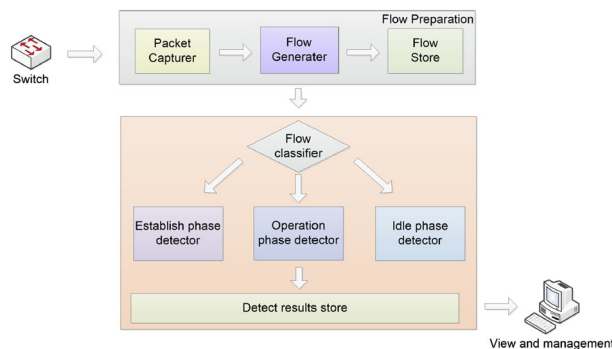 Flow Preparation
Switch
Packet
Capturer
Flow
Generater
Flow
Store
Flow
classifier
Establish phase
detector
Operation
phase detector
Idle phase
detector
Detect results store
View and management